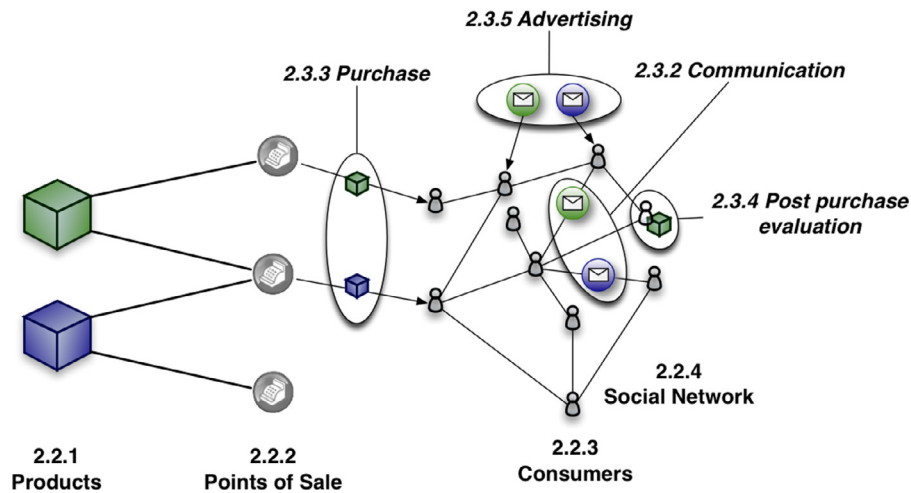 2.3.5 Advertising
2.3.3 Purchase
2.3.2 Communication
2.3.4 Post purchase
evaluation
2.2.4
Social Network
2.2.1
Products
2.2.2
Points of Sale
2.2.3
Consumers